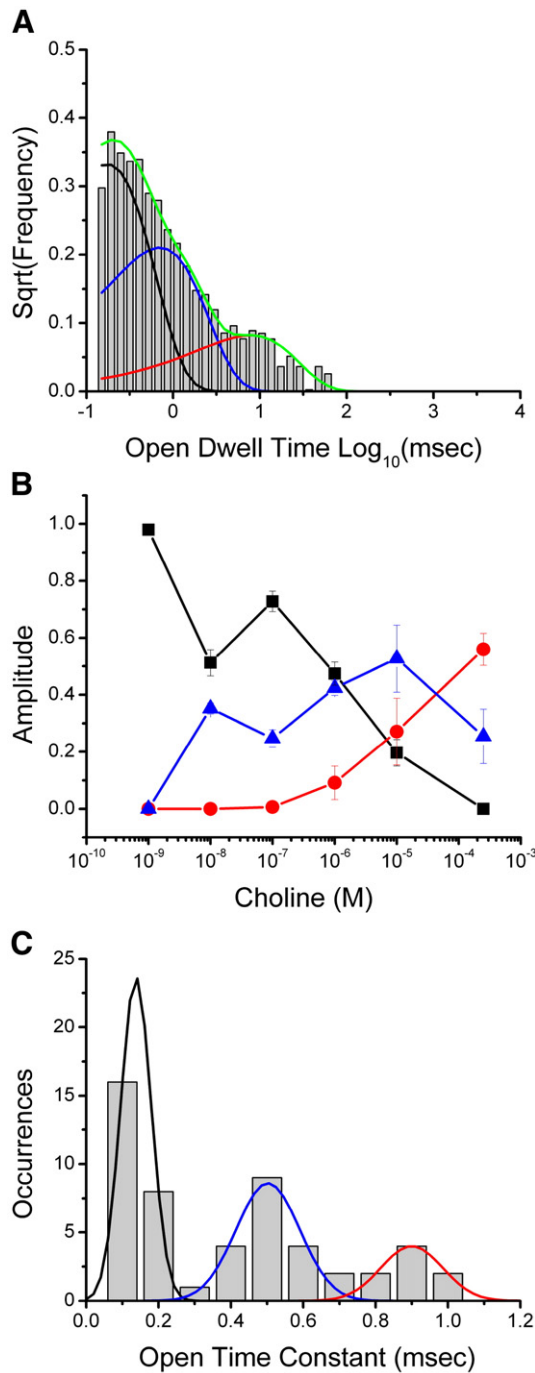 A
0.5
0.4
0.3
0.2
0.1
0.0
Sqrt(Frequency)
-1 0 1 2 3 4
Open Dwell Time Log₁₀(msec)
B
1.0
0.8
0.6
0.4
0.2
0.0
Amplitude
10⁻¹⁰ 10⁻⁹ 10⁻⁸ 10⁻⁷ 10⁻⁶ 10⁻⁵ 10⁻⁴ 10⁻³
Choline (M)
C
25
20
15
10
5
0
Occurrences
0.0 0.2 0.4 0.6 0.8 1.0 1.2
Open Time Constant (msec)